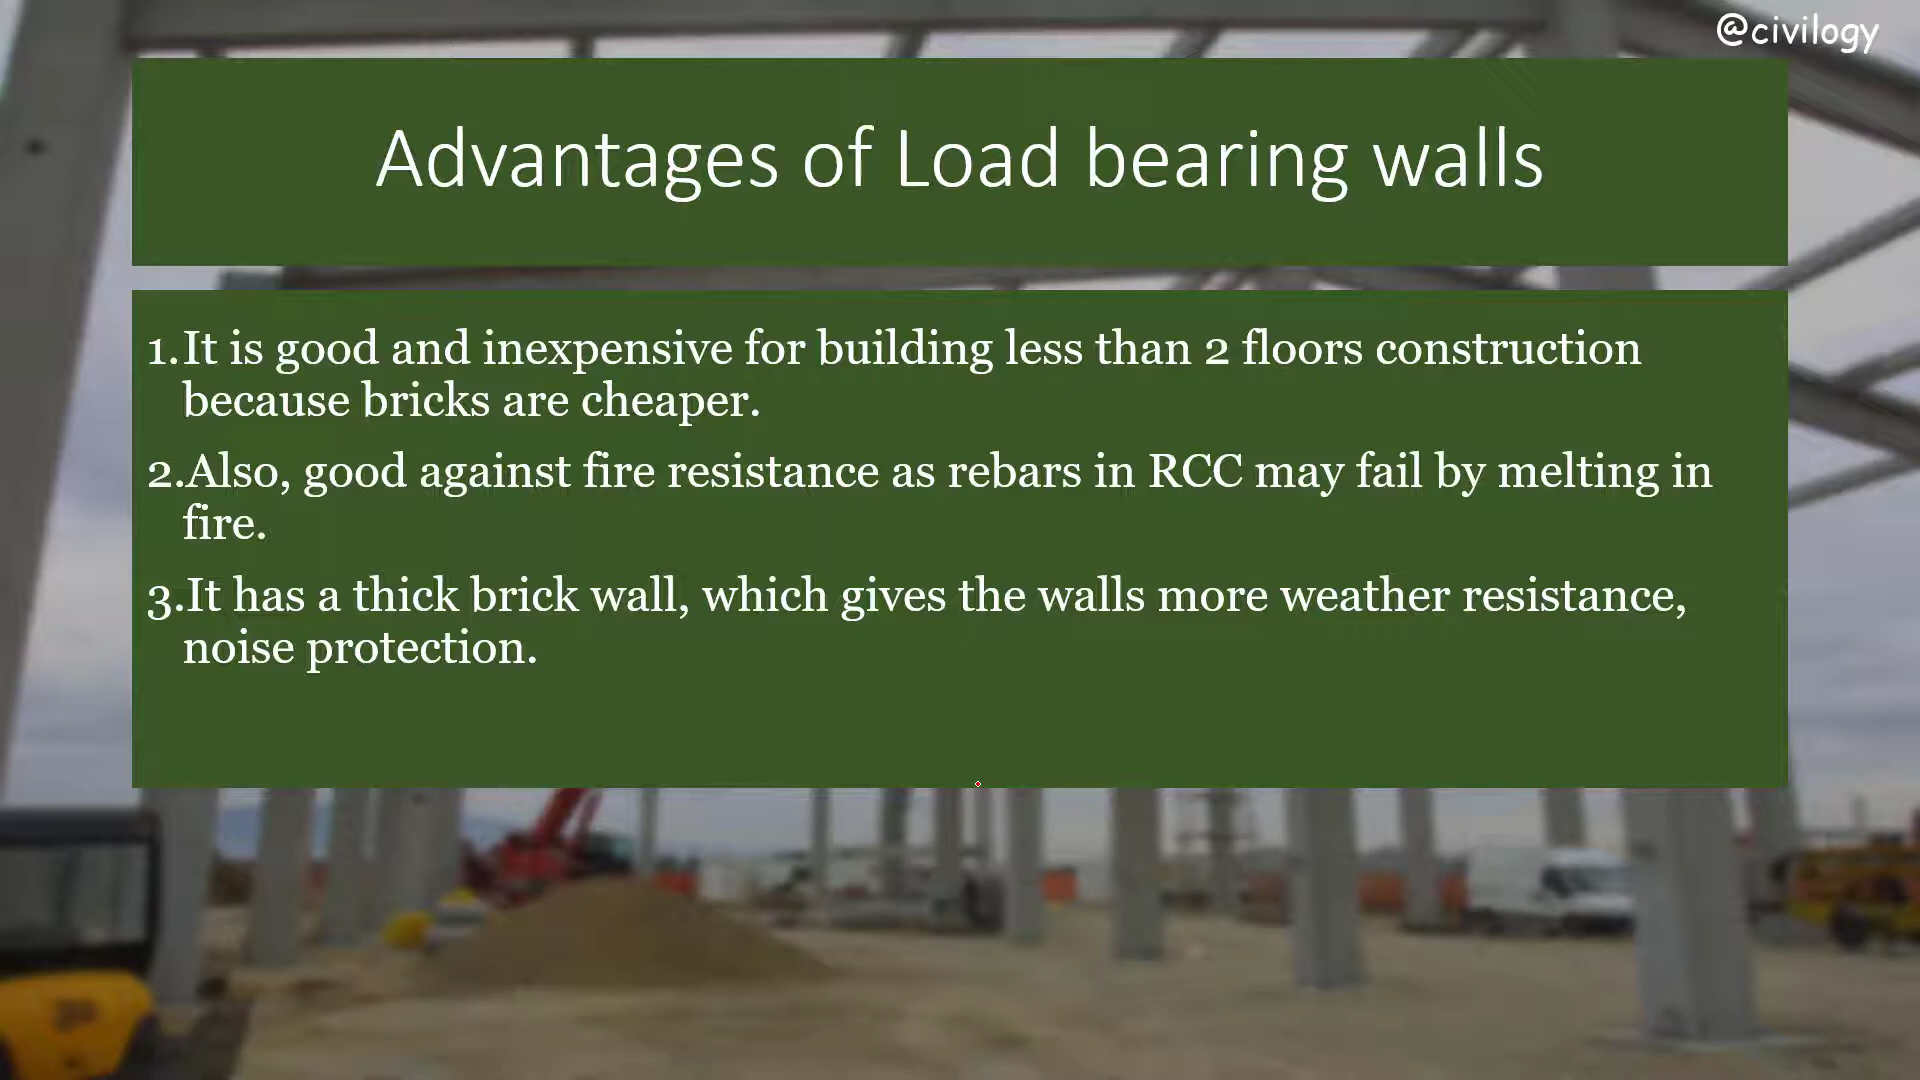 @civilogy
Advantages of Load bearing walls
1.It is good and inexpensive for building less than 2 floors construction
because bricks are cheaper.
2.Also, good against fire resistance as rebars in RCC may fail by melting in
fire.
3.It has a thick brick wall, which gives the walls more weather resistance,
noise protection.